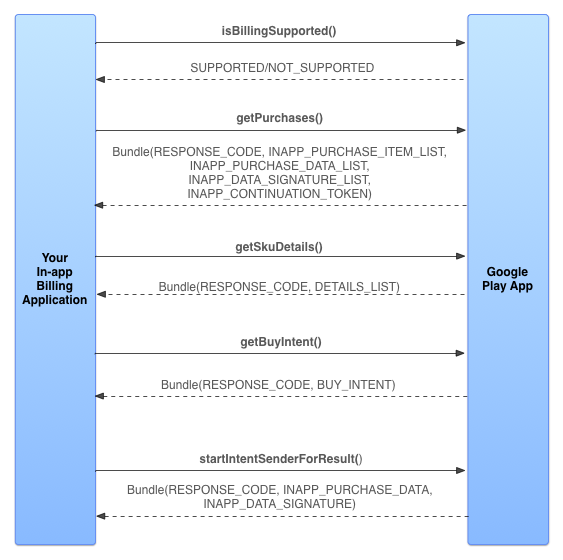 isBillingSupported()
SUPPORTED/NOT_SUPPORTED
getPurchases()
Bundle(RESPONSE_CODE, INAPP_PURCHASE_ITEM_LIST,
INAPP_PURCHASE_DATA_LIST,
INAPP_DATA_SIGNATURE_LIST,
INAPP_CONTINUATION_TOKEN)
getSkuDetails()
Your
In-app
Billing
Application
Google
Play App
Bundle(RESPONSE_CODE, DETAILS_LIST)
getBuyIntent()
Bundle(RESPONSE_CODE, BUY_INTENT)
startIntentSenderForResult()
Bundle(RESPONSE_CODE, INAPP_PURCHASE_DATA,
INAPP_DATA_SIGNATURE)